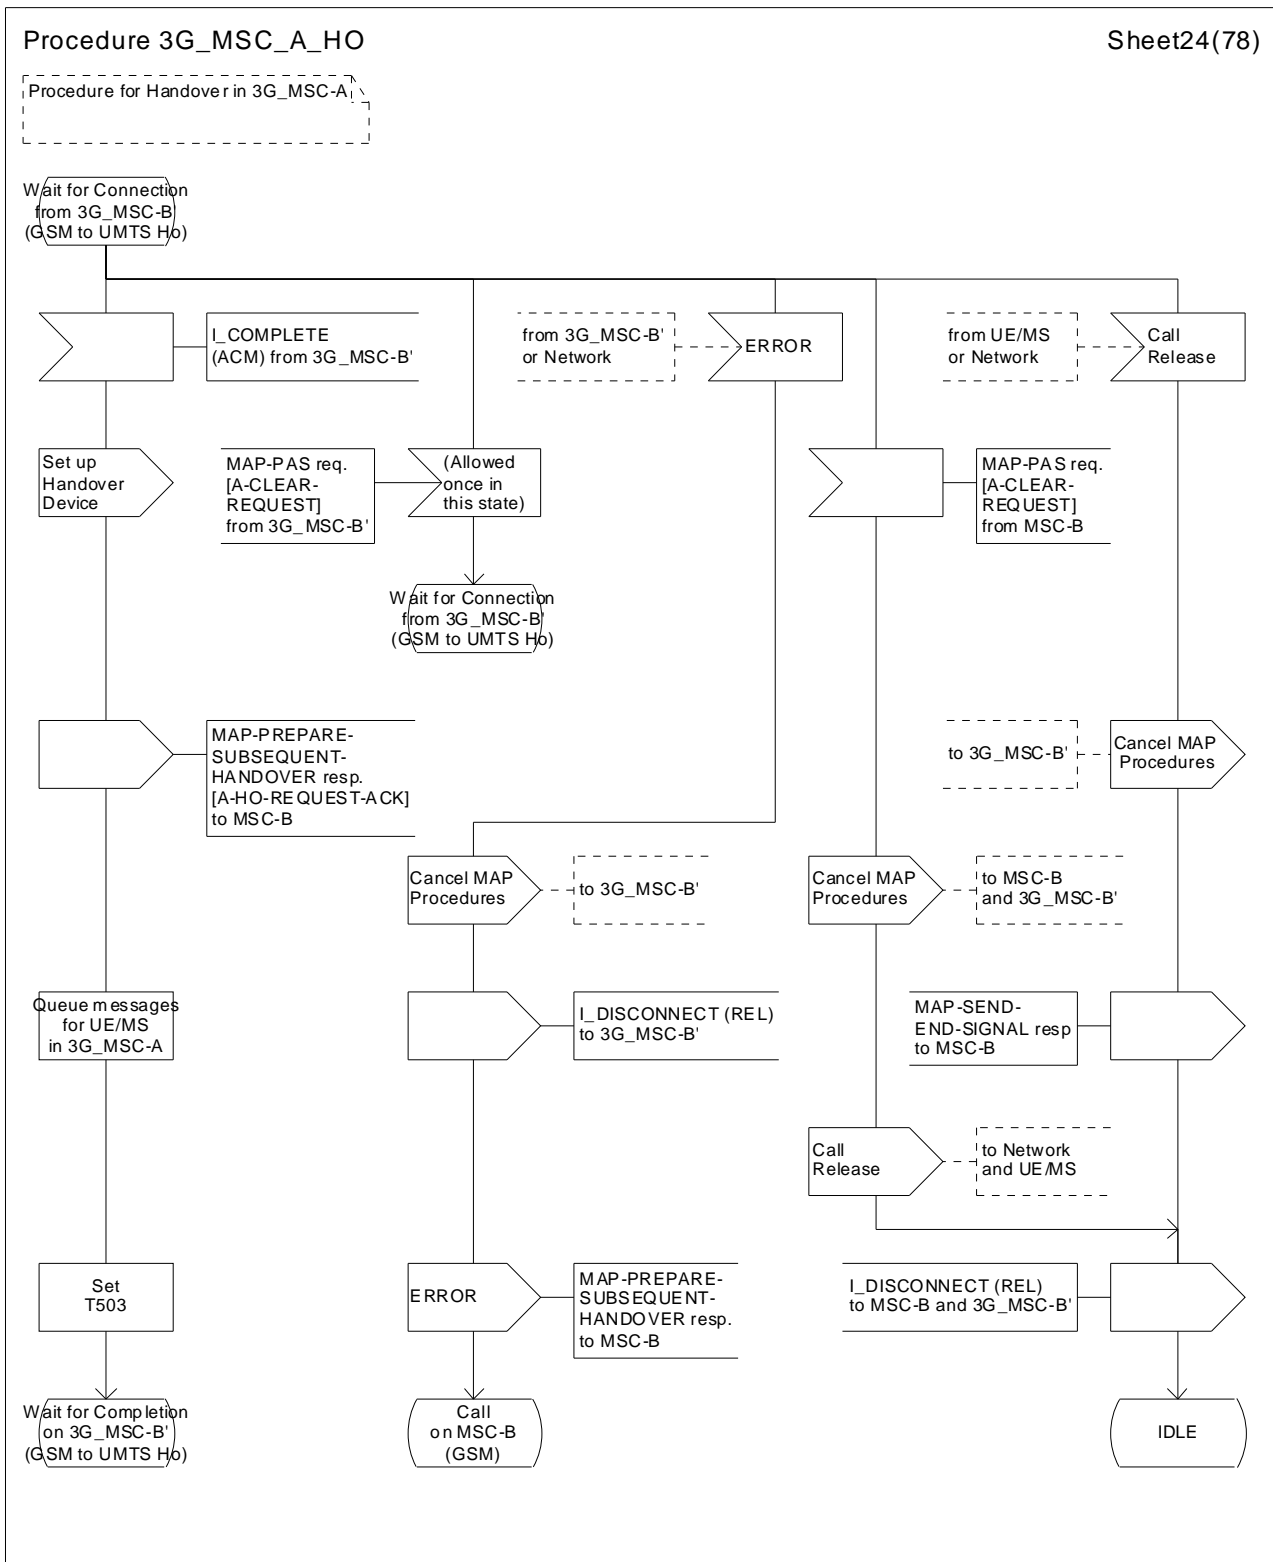 Procedure 3G_MSC_A_HO
Sheet24(78)
Procedure for Handover in 3G_MSC-A
Wait for Connection
from 3G_MSC-B'
(GSM to UMTS Ho)
I_COMPLETE
(ACM) from 3G_MSC-B'
from 3G_MSC-B'
or Network
ERROR
from UE/MS
or Network
Call
Release
Set up
Handover
Device
MAP-PAS req.
[A-CLEAR-
REQUEST]
from 3G_MSC-B'
(Allowed
once in
this state)
MAP-PAS req.
[A-CLEAR-
REQUEST]
from MSC-B
Wait for Connection
from 3G_MSC-B'
(GSM to UMTS Ho)
MAP-PREPARE-
SUBSEQUENT-
HANDOVER resp.
[A-HO-REQUEST-ACK]
to MSC-B
to 3G_MSC-B'
Cancel MAP
Procedures
Cancel MAP
Procedures
to 3G_MSC-B'
Cancel MAP
Procedures
to MSC-B
and 3G_MSC-B'
Queue messages
for UE/MS
in 3G_MSC-A
I_DISCONNECT (REL)
to 3G_MSC-B'
MAP-SEND-
END-SIGNAL resp
to MSC-B
Call
Release
to Network
and UE/MS
Set
T503
ERROR
MAP-PREPARE-
SUBSEQUENT-
HANDOVER resp.
to MSC-B
I_DISCONNECT (REL)
to MSC-B and 3G_MSC-B'
Wait for Completion
on 3G_MSC-B'
(GSM to UMTS Ho)
Call
on MSC-B
(GSM)
IDLE